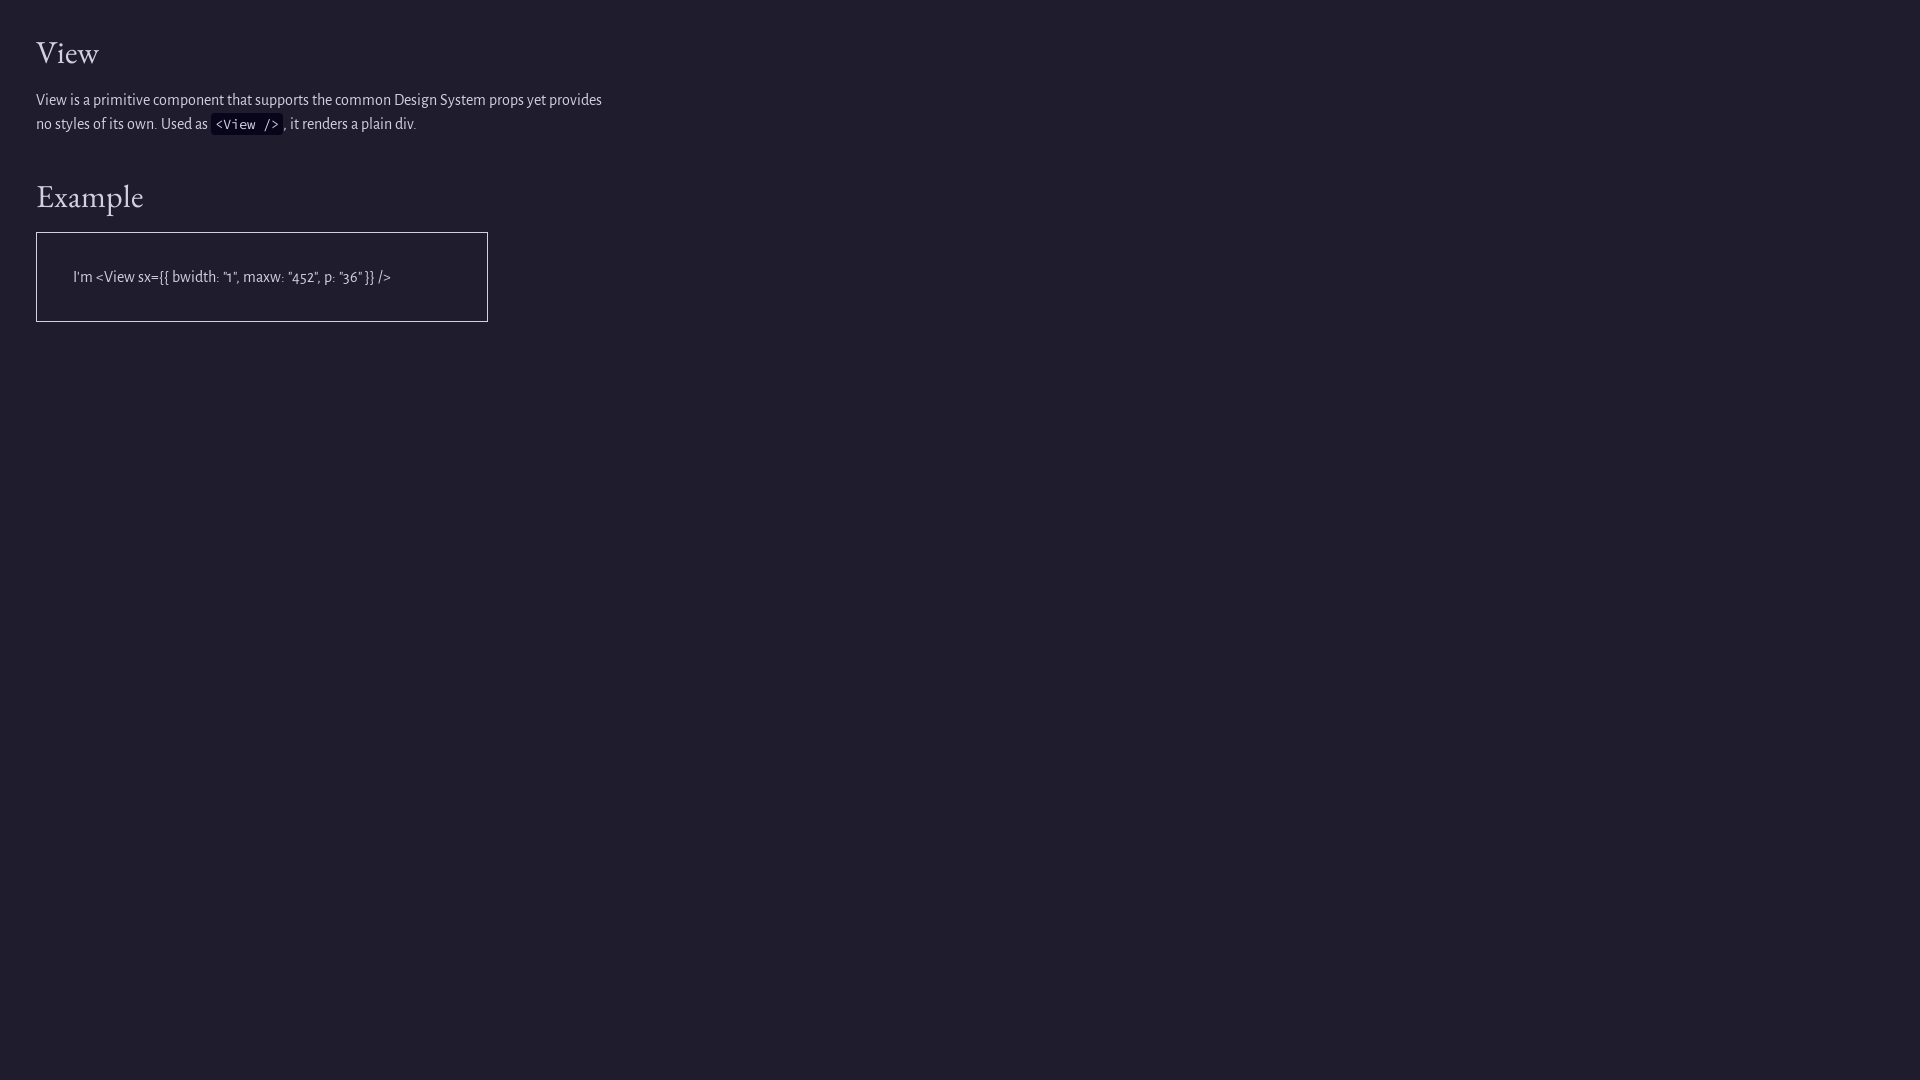 View
View is a primitive component that supports the common Design System props yet provides
no styles of its own. Used as <View />, it renders a plain div.
Example
I'm <View sx={{ bwidth: "1", maxw: "452", p: "36" }} />